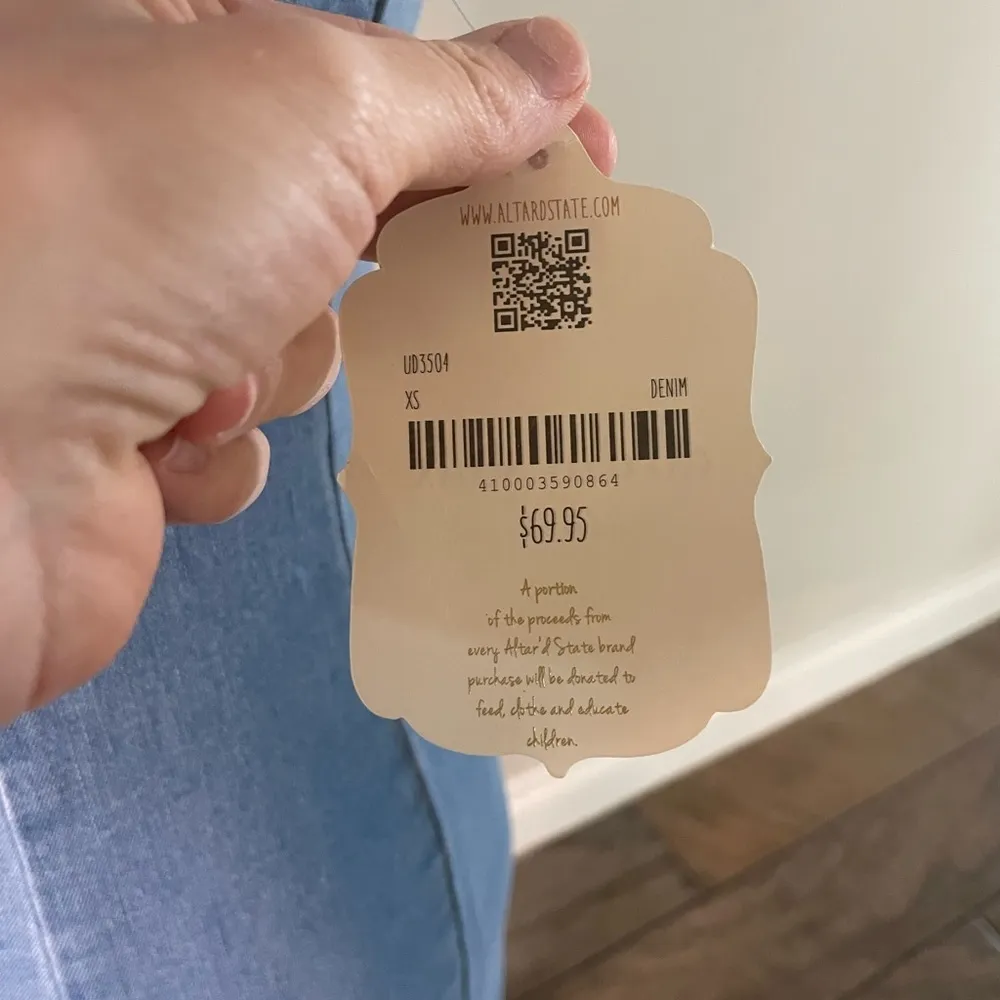 WWW.ALTARDSTATE.COM
UD3504
XS DENIM
410003590864
$69.95
A portion
of the proceeds from
every Altar'd State brand
purchase will be donated to
feed, clothe and educate
children.